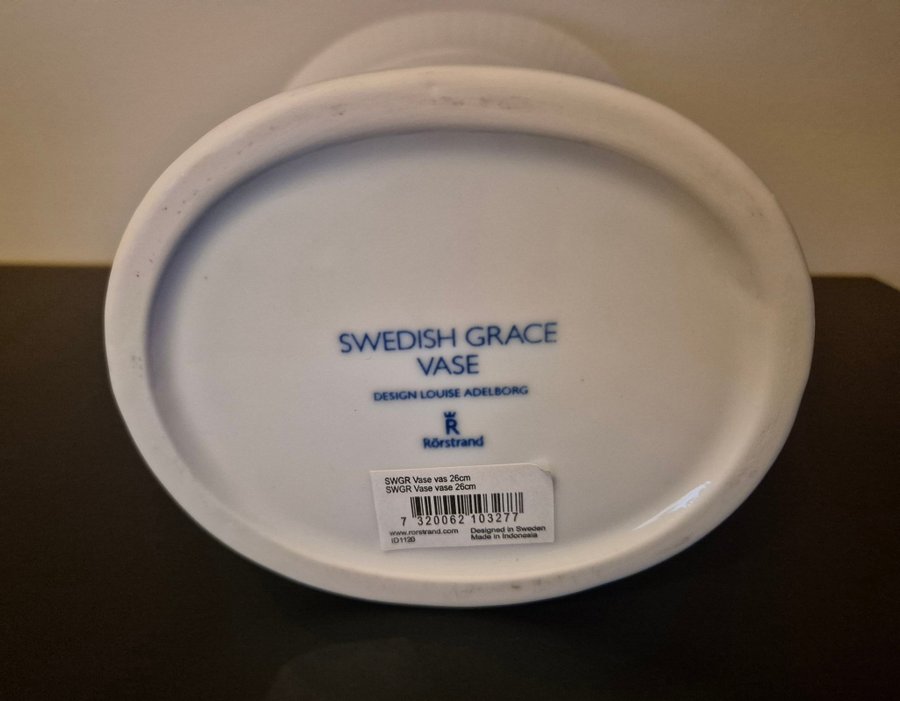 SWEDISH GRACE
VASE
DESIGN LOUISE ADELBORG
R
Rörstrand
SWGR Vase vas 26cm
SWGR Vase vase 26cm
7 320062 103277
www.rorstrand.com Designed in Sweden
ID1120 Made in Indonesia